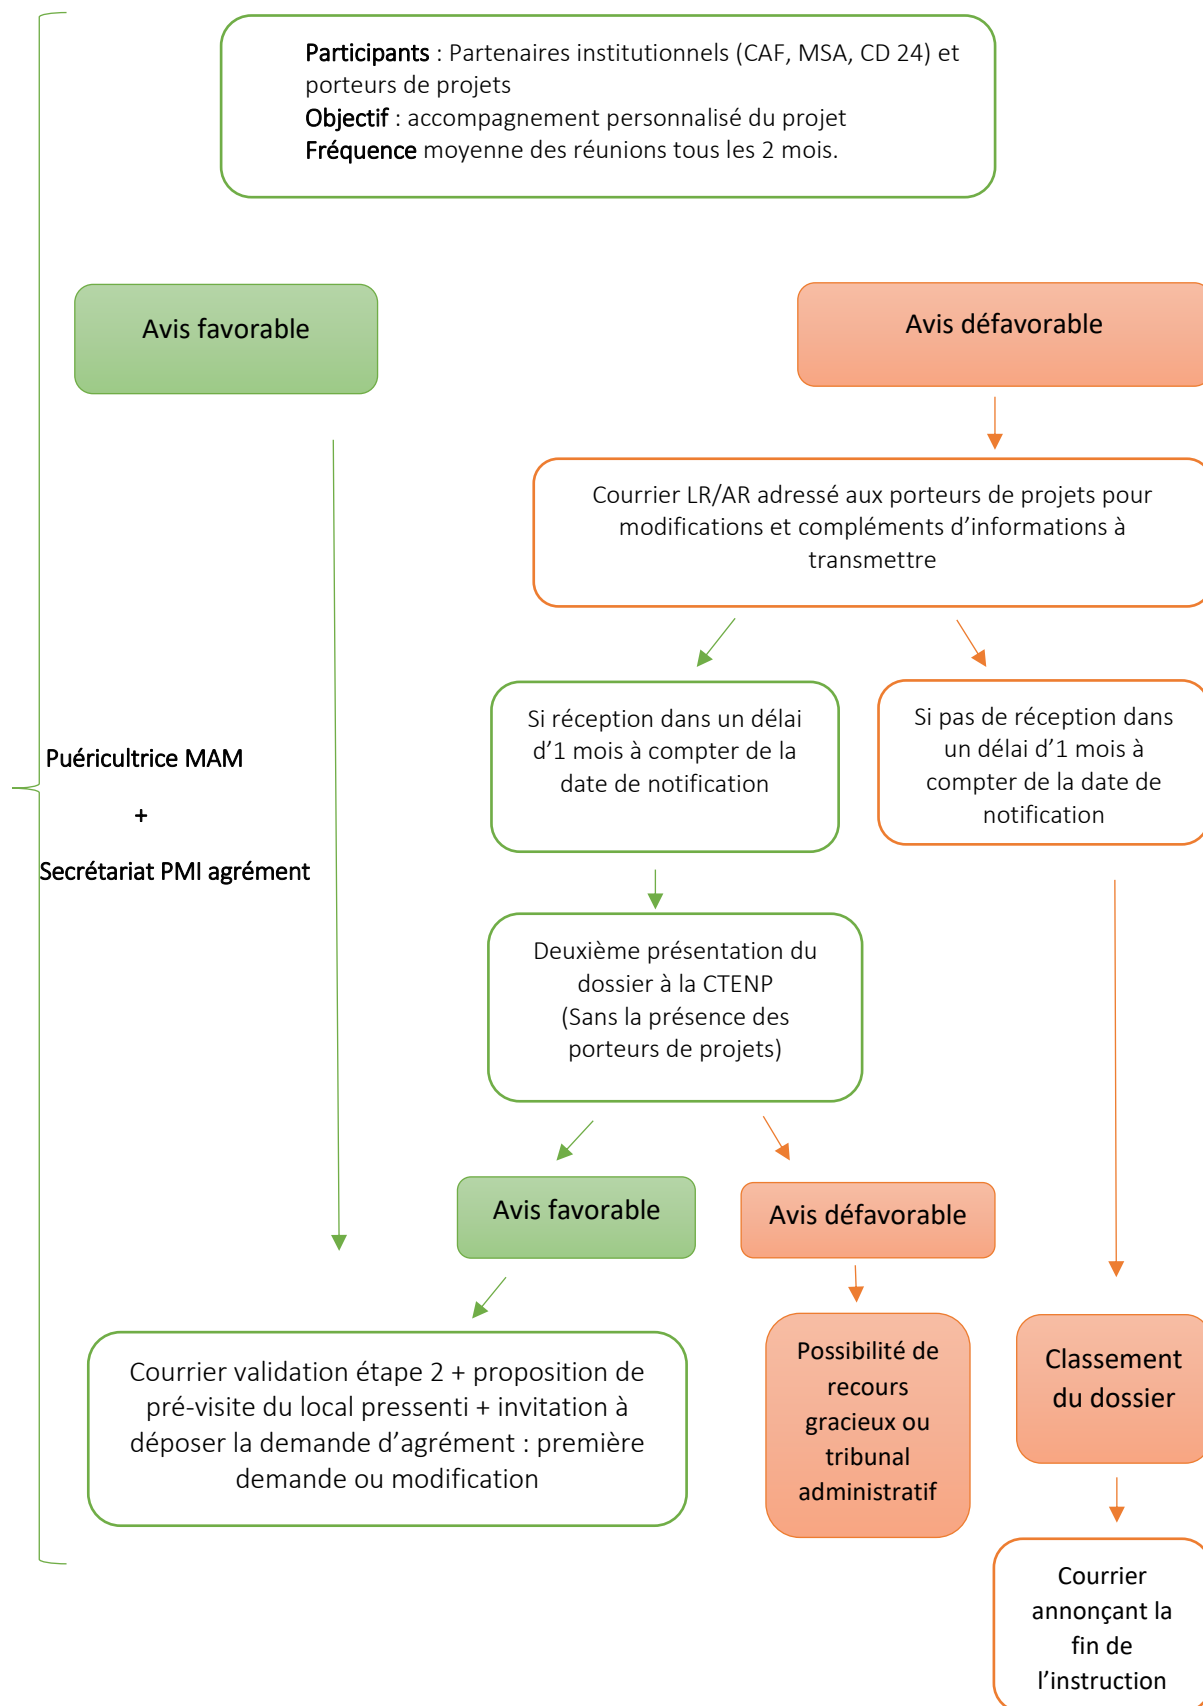 Participants : Partenaires institutionnels (CAF, MSA, CD 24) et
porteurs de projets
Objectif : accompagnement personnalisé du projet
Fréquence moyenne des réunions tous les 2 mois.
Avis favorable
Avis défavorable
Courrier LR/AR adressé aux porteurs de projets pour
modifications et compléments d’informations à
transmettre
Si réception dans un délai
d’1 mois à compter de la
date de notification
Si pas de réception dans
un délai d’1 mois à
compter de la date de
notification
Puéricultrice MAM
+
Secrétariat PMI agrément
Deuxième présentation du
dossier à la CTENP
(Sans la présence des
porteurs de projets)
Avis favorable
Avis défavorable
Courrier validation étape 2 + proposition de
pré-visite du local pressenti + invitation à
déposer la demande d’agrément : première
demande ou modification
Possibilité de
recours
gracieux ou
tribunal
administratif
Classement
du dossier
Courrier
annonçant la
fin de
l’instruction